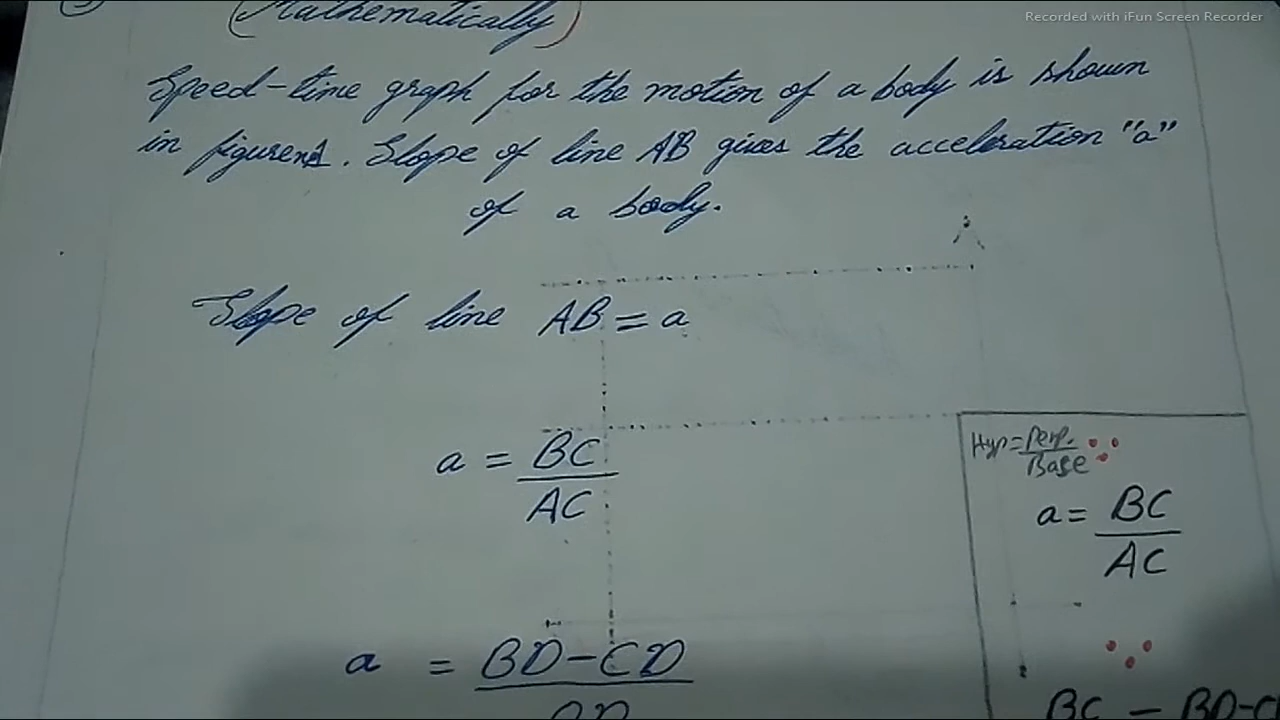 Recorded with iFun Screen Recorder
(Mathematically)
Speed-time graph for the motion of a body is shown
in figure. Slope of line AB gives the acceleration "a"
of a body.
Slope of line AB = a
a = BC / AC
Hyp = Perp. / Base ∵
a = BC / AC
∵
a = BD - CD
BC = BD-C